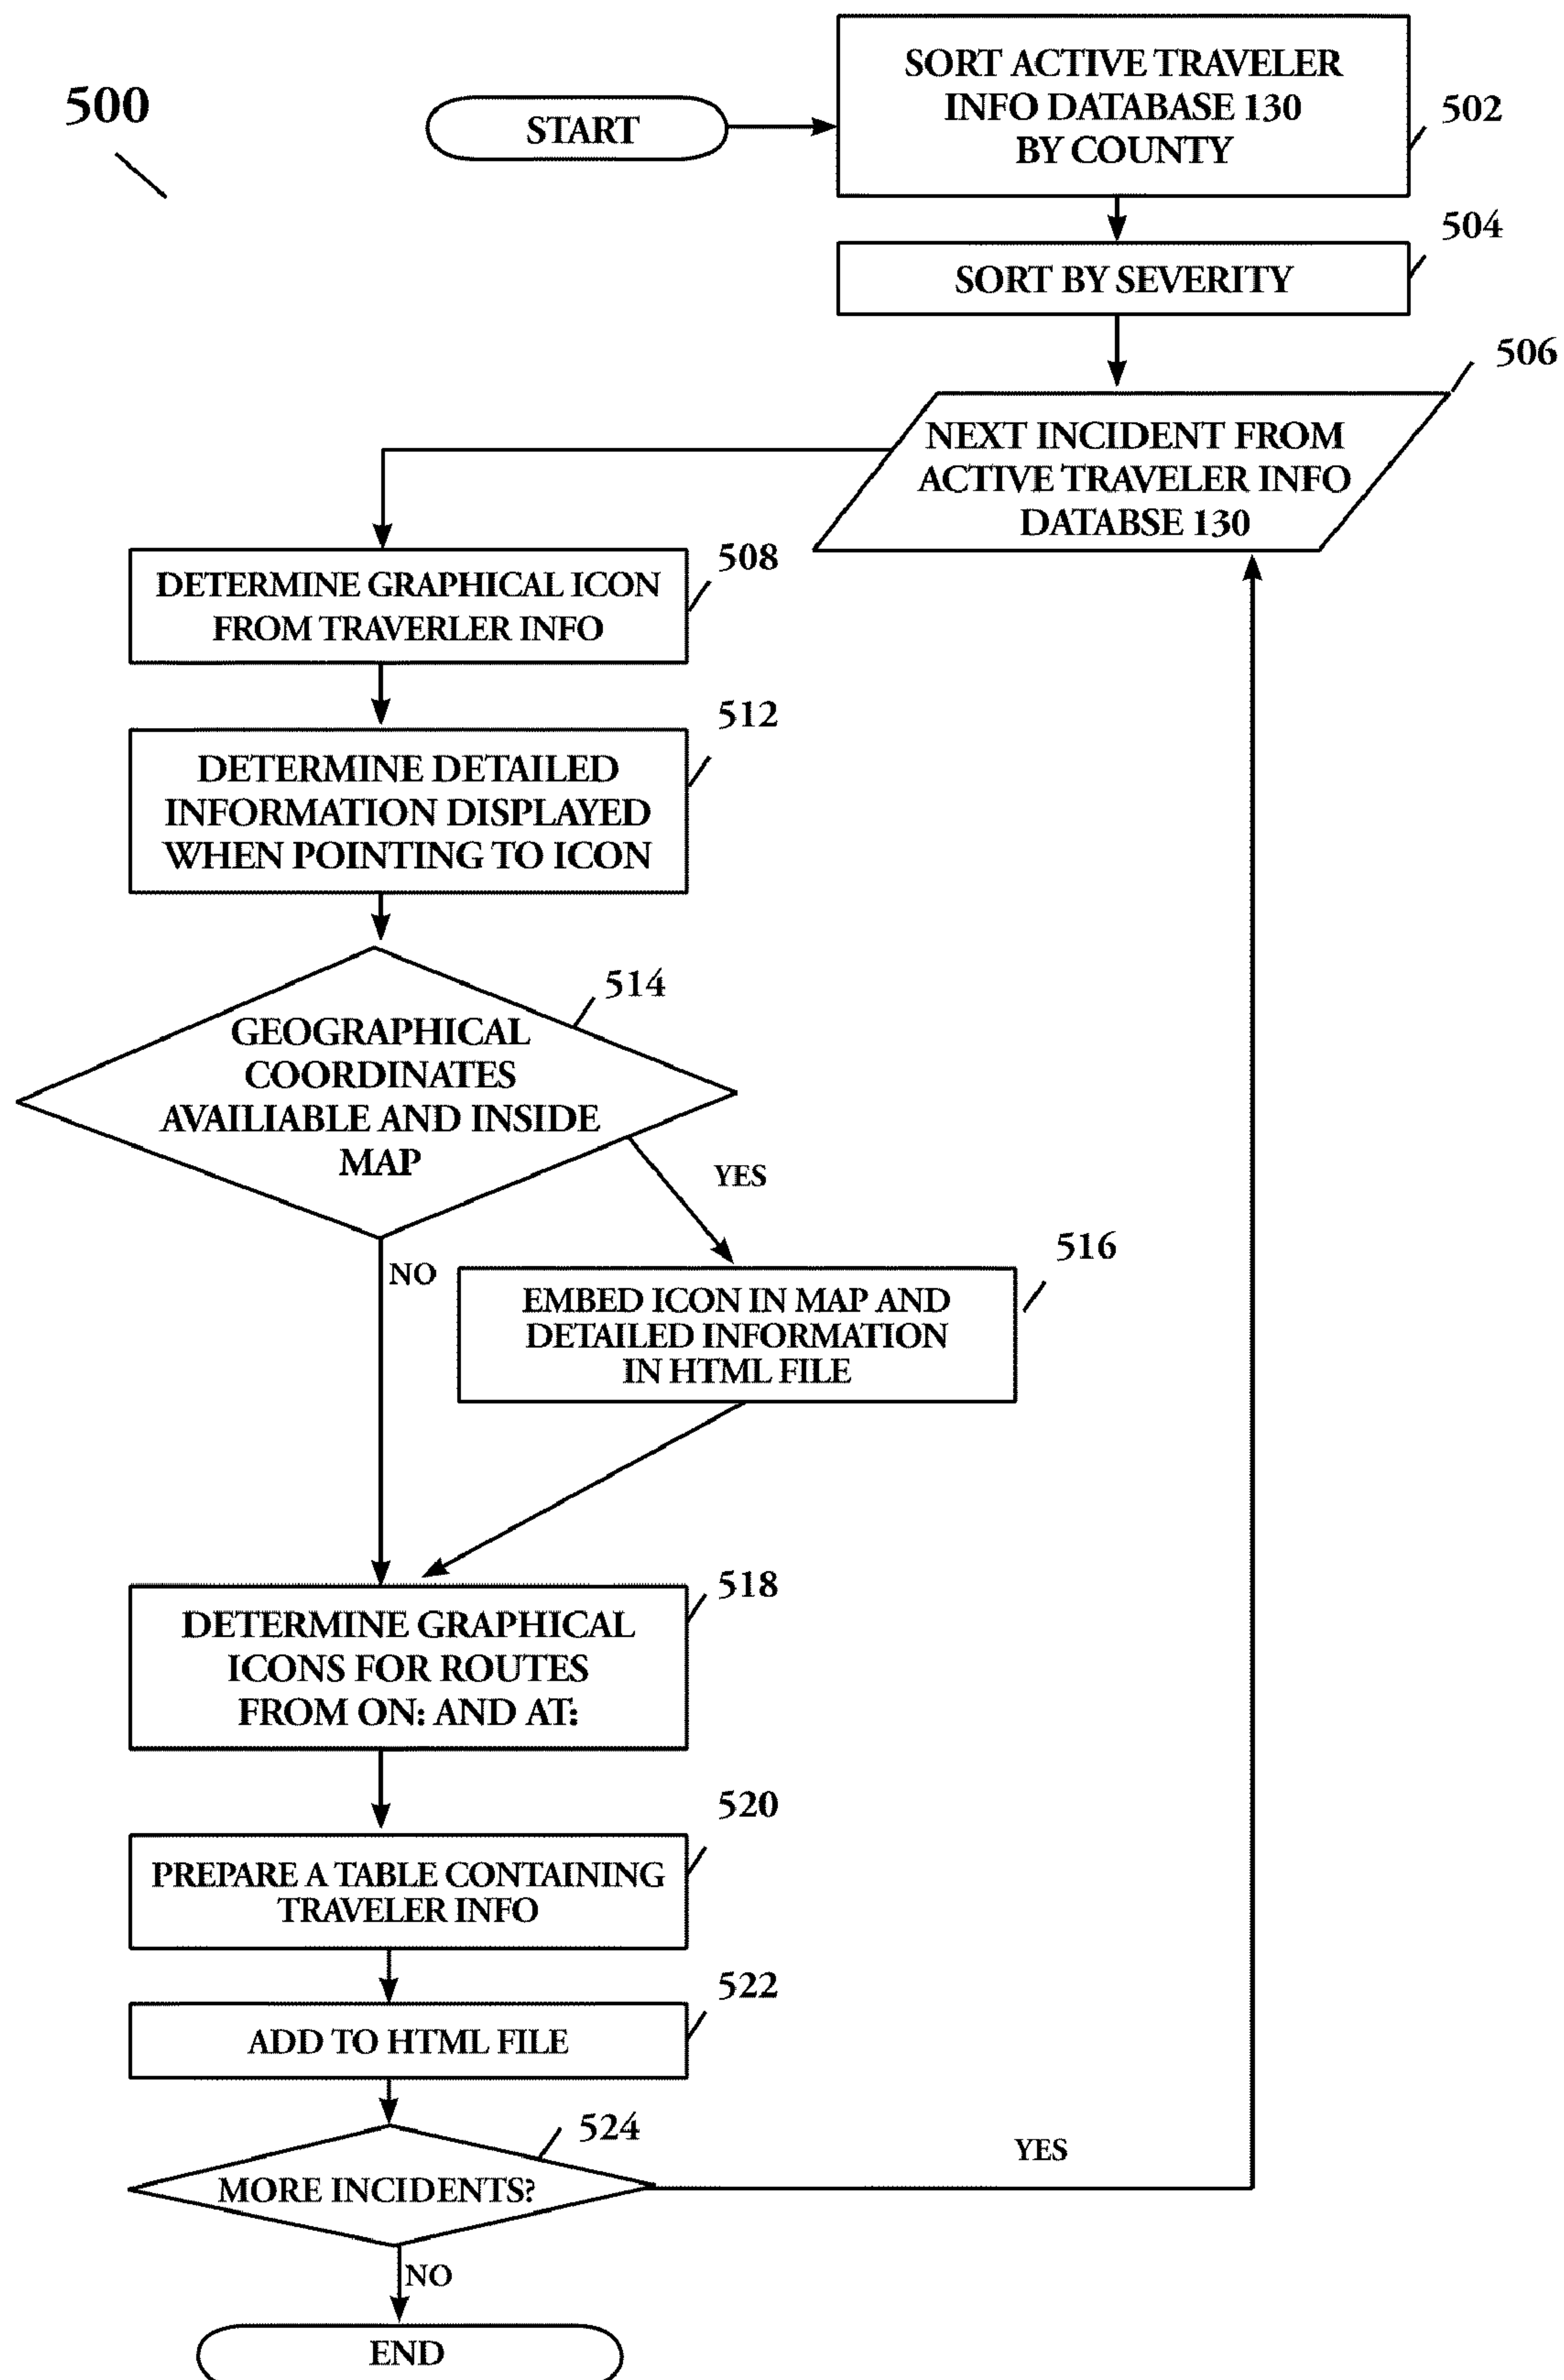 500
START
SORT ACTIVE TRAVELER
INFO DATABASE 130
BY COUNTY
502
504
SORT BY SEVERITY
506
NEXT INCIDENT FROM
ACTIVE TRAVELER INFO
DATABSE 130
508
DETERMINE GRAPHICAL ICON
FROM TRAVERLER INFO
512
DETERMINE DETAILED
INFORMATION DISPLAYED
WHEN POINTING TO ICON
514
GEOGRAPHICAL
COORDINATES
AVAILIABLE AND INSIDE
MAP
YES
NO
516
EMBED ICON IN MAP AND
DETAILED INFORMATION
IN HTML FILE
518
DETERMINE GRAPHICAL
ICONS FOR ROUTES
FROM ON: AND AT:
520
PREPARE A TABLE CONTAINING
TRAVELER INFO
522
ADD TO HTML FILE
524
MORE INCIDENTS?
YES
NO
END